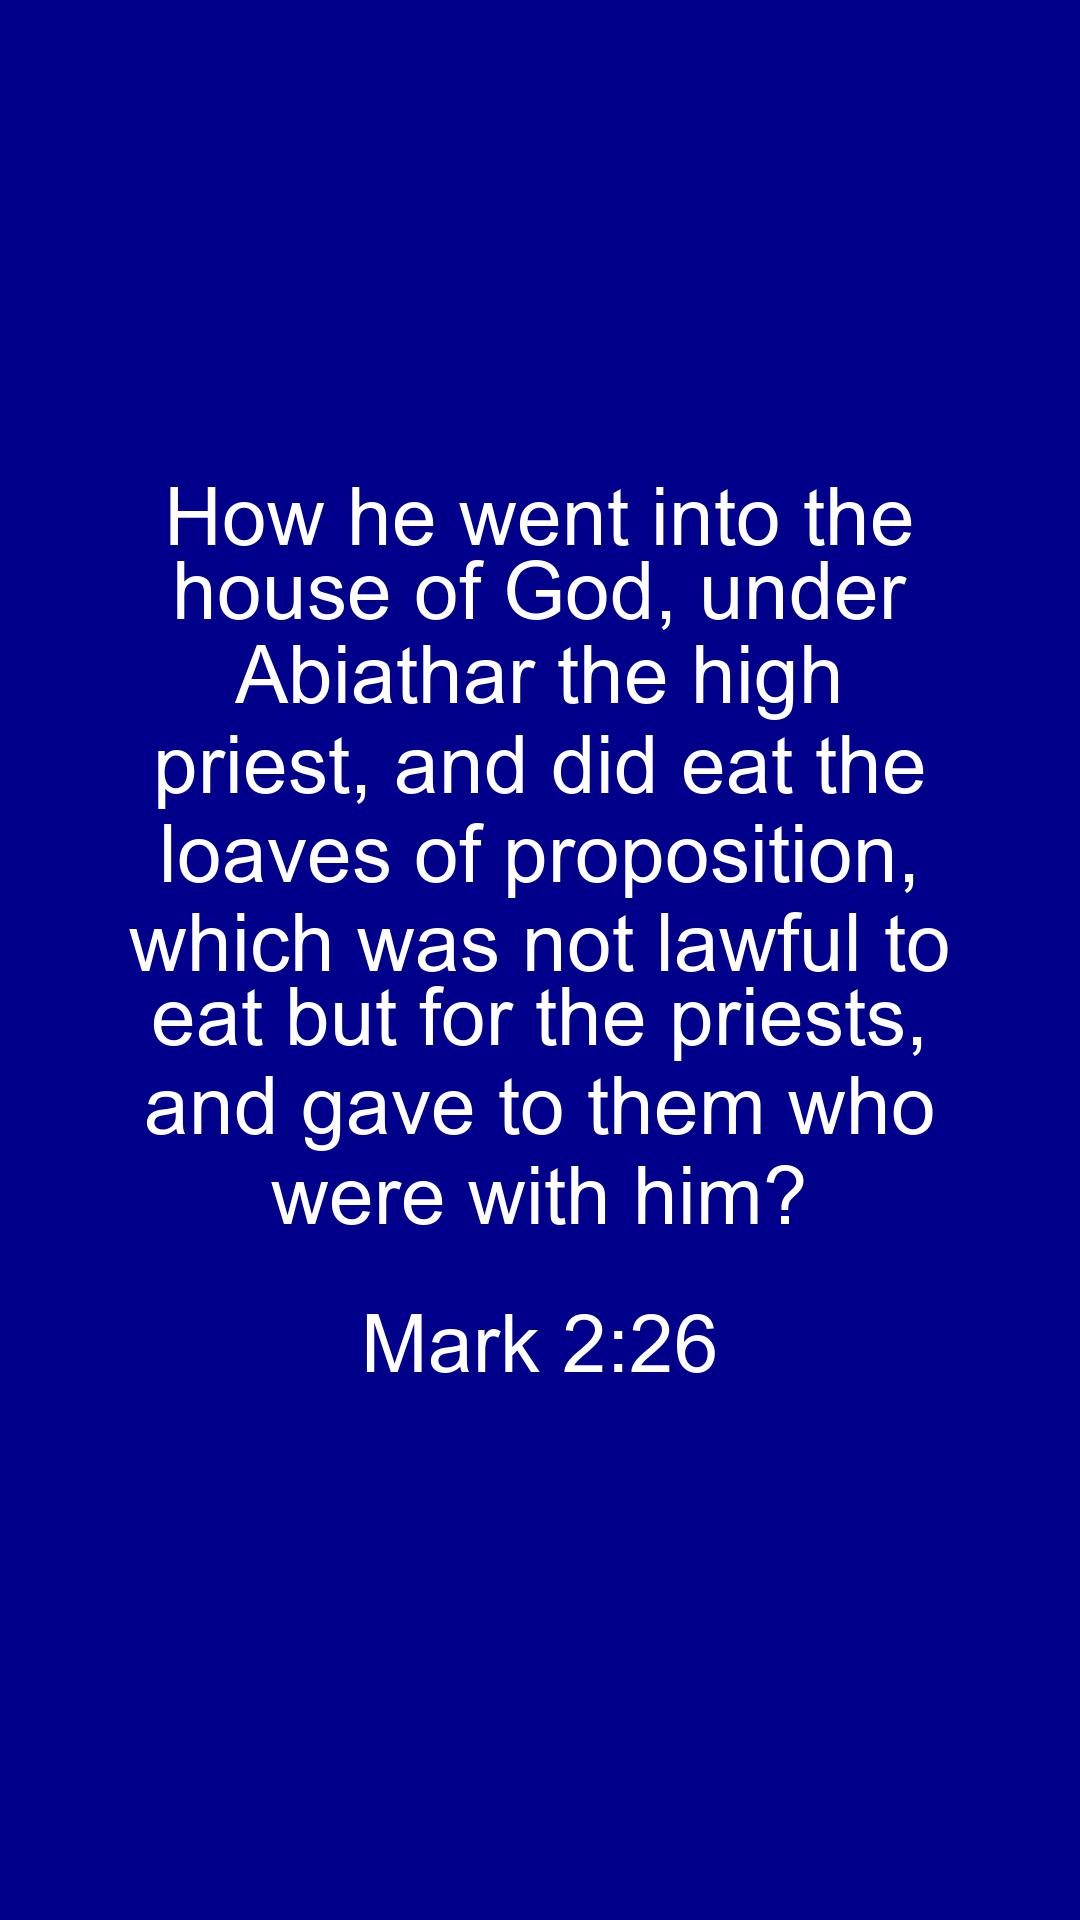 How he went into the
house of God, under
Abiathar the high
priest, and did eat the
loaves of proposition,
which was not lawful to
eat but for the priests,
and gave to them who
were with him?
Mark 2:26